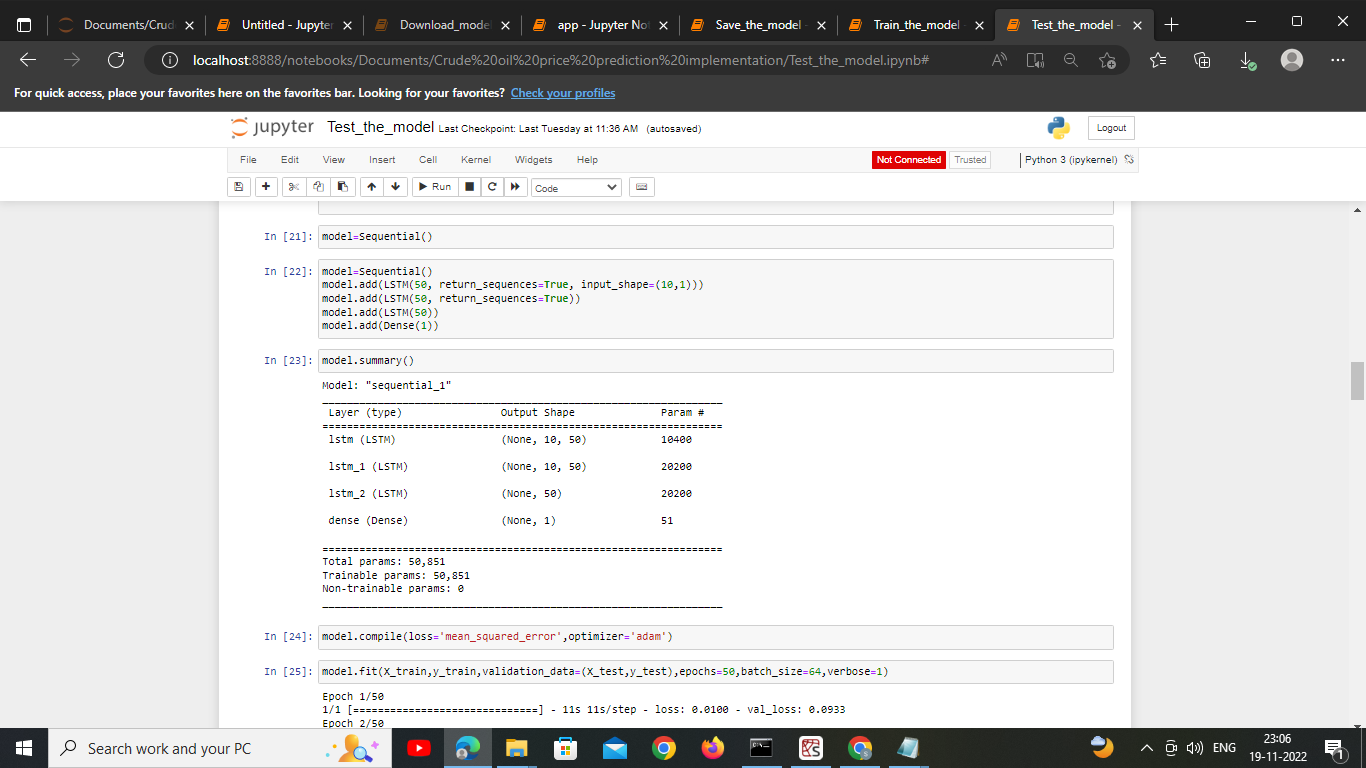 Documents/Crud
Untitled - Jupyter
Download_mode
app - Jupyter No
Save_the_model -
Train_the_model
Test_the_model -
localhost:8888/notebooks/Documents/Crude%20oil%20price%20prediction%20implementation/Test_the_model.ipynb#
For quick access, place your favorites here on the favorites bar. Looking for your favorites? Check your profiles
jupyter Test_the_model Last Checkpoint: Last Tuesday at 11:36 AM (autosaved)
Logout
File Edit View Insert Cell Kernel Widgets Help
Not Connected Trusted Python 3 (ipykernel)
Run Code
In [21]: model=Sequential()
In [22]: model=Sequential()
model.add(LSTM(50, return_sequences=True, input_shape=(10,1)))
model.add(LSTM(50, return_sequences=True))
model.add(LSTM(50))
model.add(Dense(1))
In [23]: model.summary()
Model: "sequential_1"
Layer (type) Output Shape Param #
lstm (LSTM) (None, 10, 50) 10400
lstm_1 (LSTM) (None, 10, 50) 20200
lstm_2 (LSTM) (None, 50) 20200
dense (Dense) (None, 1) 51
Total params: 50,851
Trainable params: 50,851
Non-trainable params: 0
In [24]: model.compile(loss='mean_squared_error',optimizer='adam')
In [25]: model.fit(X_train,y_train,validation_data=(X_test,y_test),epochs=50,batch_size=64,verbose=1)
Epoch 1/50
1/1 [==============================] - 11s 11s/step - loss: 0.0100 - val_loss: 0.0933
Epoch 2/50
Search work and your PC
ENG
23:06
19-11-2022
1